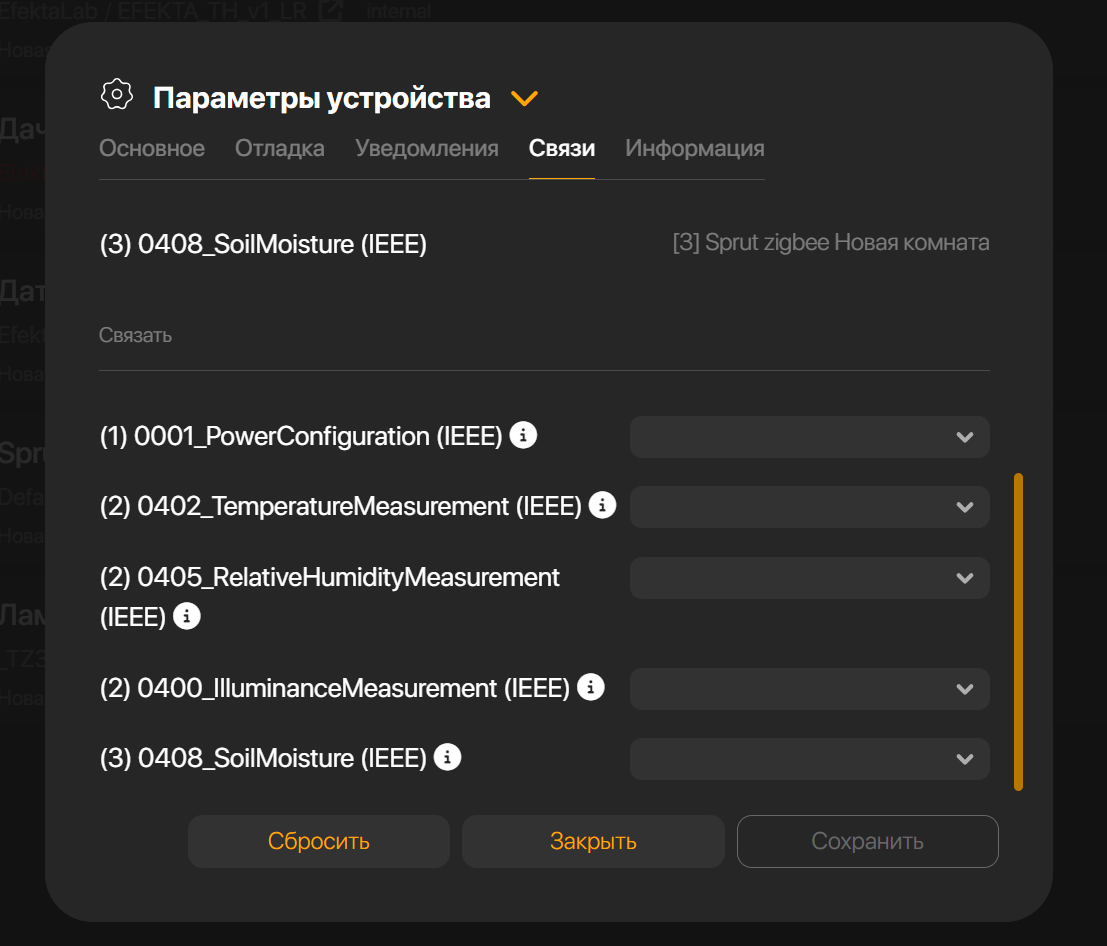 EfektaLab / EFEKTA_TH_v1_LR internal
Параметры устройства
Основное Отладка Уведомления Связи Информация
(3) 0408_SoilMoisture (IEEE) [3] Sprut zigbee Новая комната
Связать
(1) 0001_PowerConfiguration (IEEE)
(2) 0402_TemperatureMeasurement (IEEE)
(2) 0405_RelativeHumidityMeasurement
(IEEE)
(2) 0400_IlluminanceMeasurement (IEEE)
(3) 0408_SoilMoisture (IEEE)
Сбросить Закрыть Сохранить